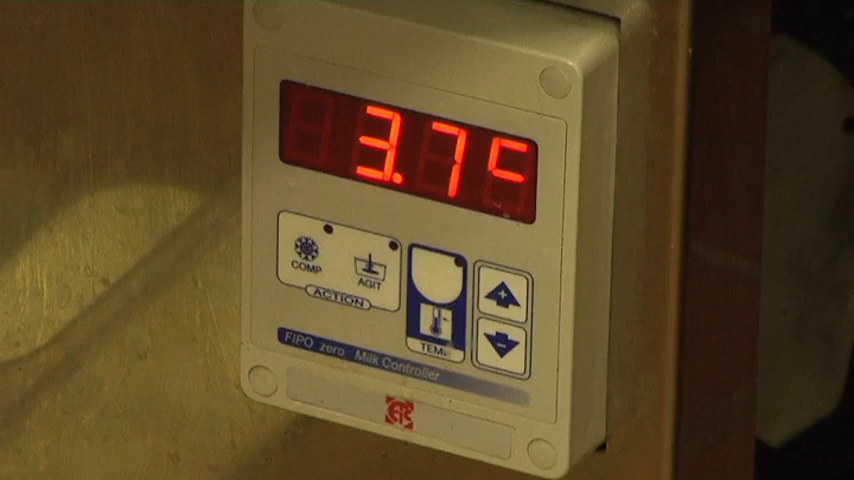 3.7c
COMP
AGIT
ACTION
TEMP
+
-
FIPO zero Milk Controller